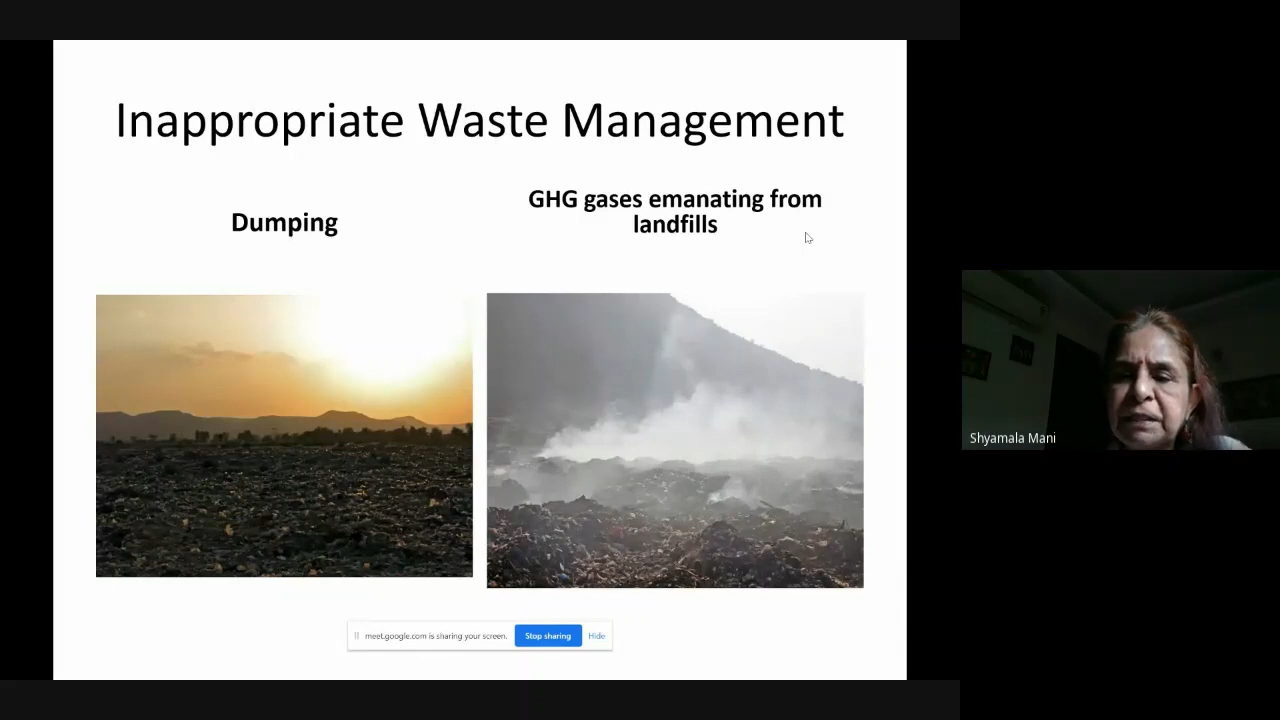 Inappropriate Waste Management
Dumping
GHG gases emanating from
landfills
Shyamala Mani
meet.google.com is sharing your screen.
Stop sharing
Hide